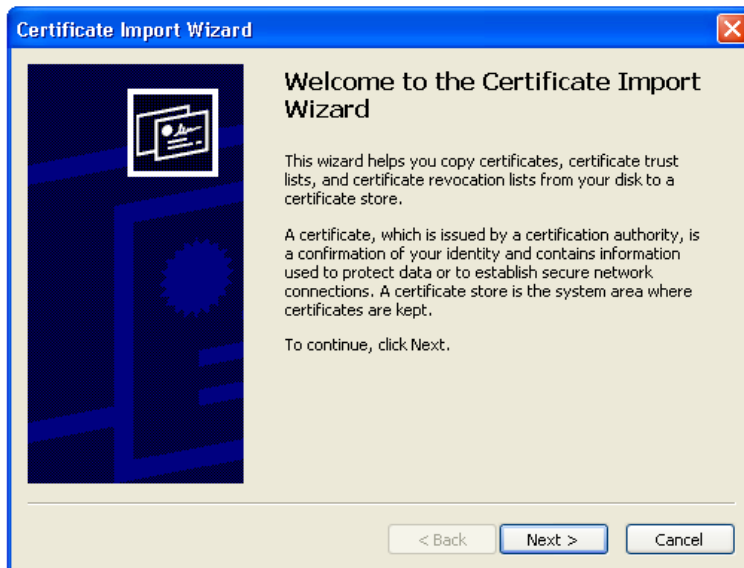 Certificate Import Wizard
Welcome to the Certificate Import
Wizard
This wizard helps you copy certificates, certificate trust
lists, and certificate revocation lists from your disk to a
certificate store.
A certificate, which is issued by a certification authority, is
a confirmation of your identity and contains information
used to protect data or to establish secure network
connections. A certificate store is the system area where
certificates are kept.
To continue, click Next.
< Back Next > Cancel